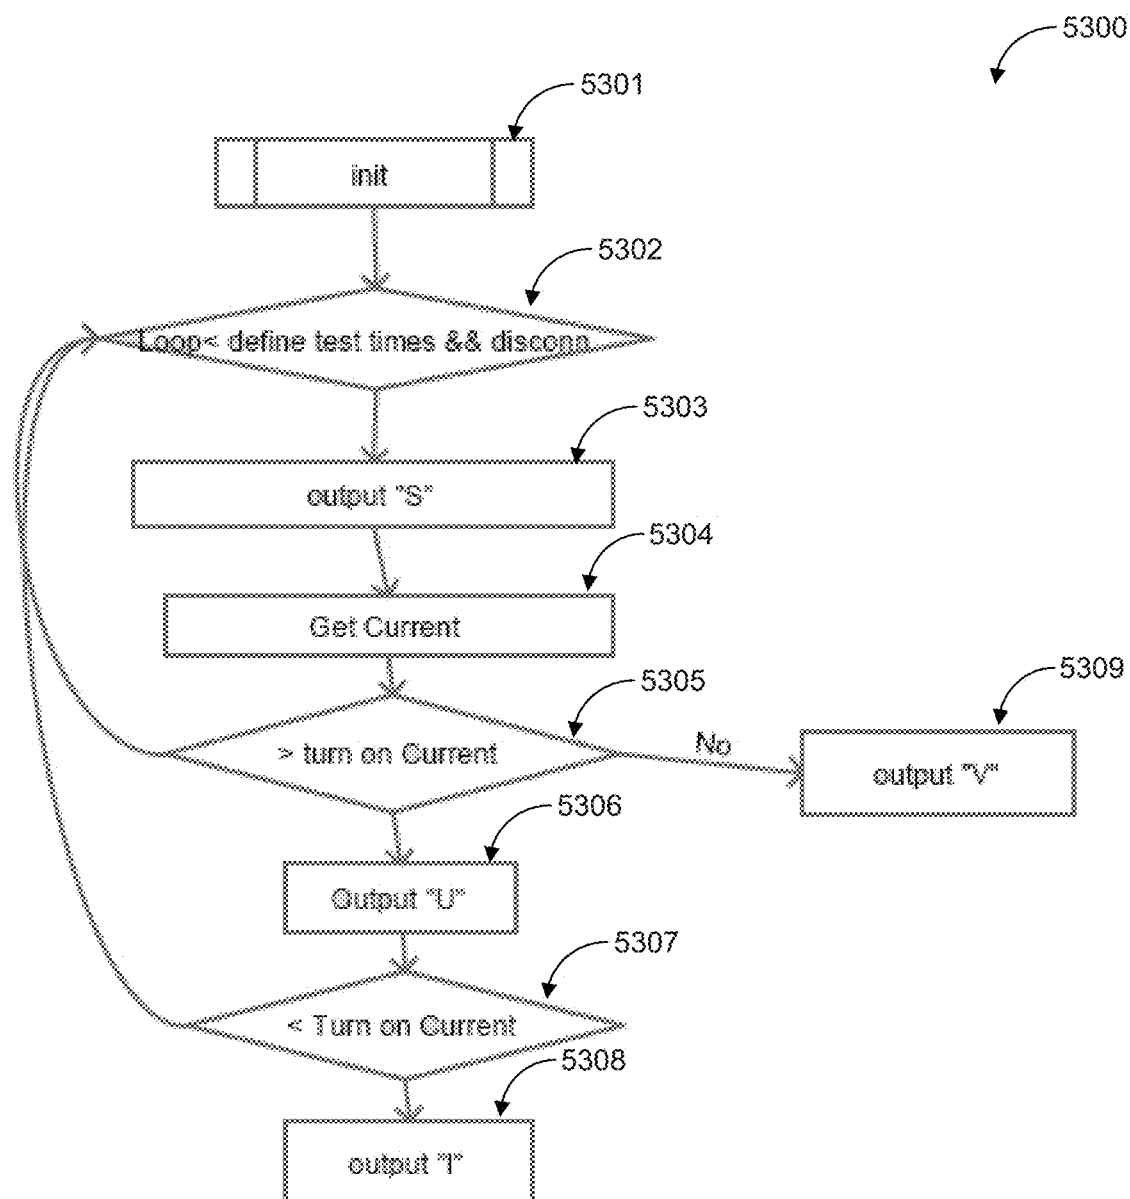 5300
5301
init
5302
Loop< define test times && disconn
5303
output "S"
5304
Get Current
5305
> turn on Current
No
5309
output "V"
5306
Output "U"
5307
< Turn on Current
5308
output "I"